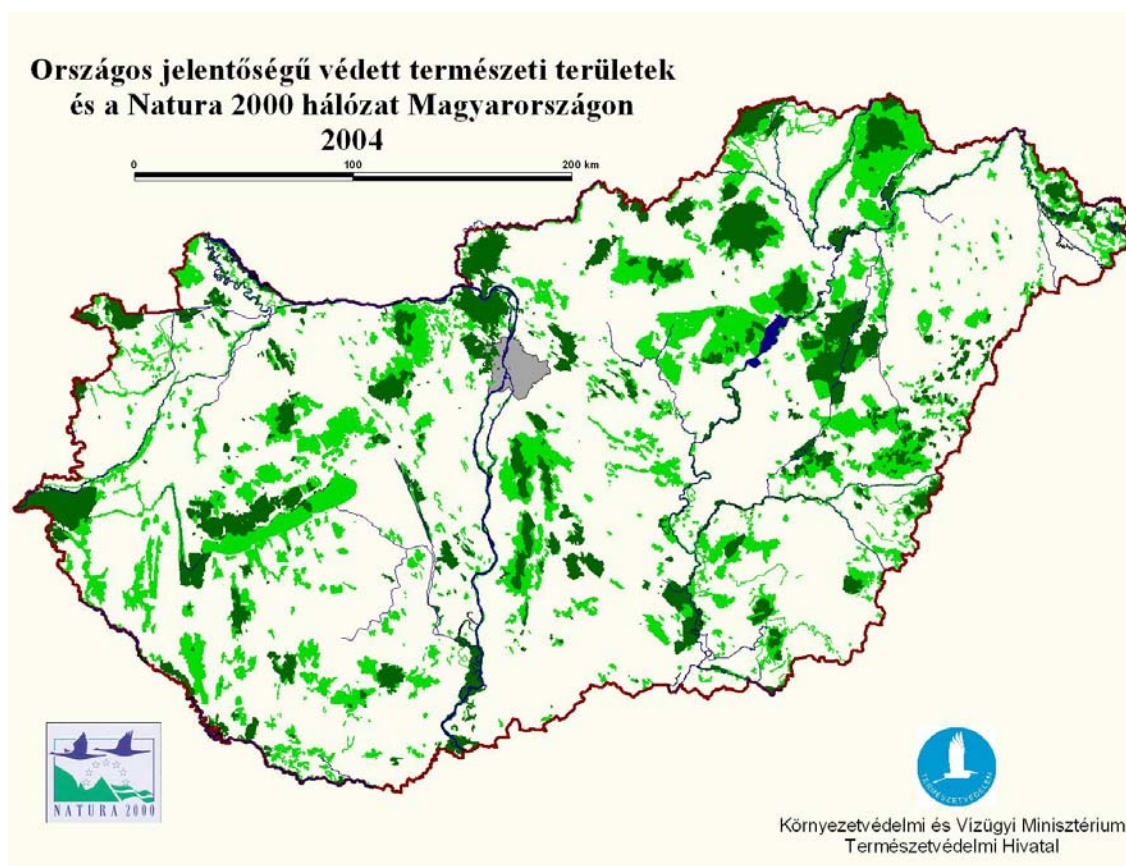 Országos jelentőségű védett természeti területek
és a Natura 2000 hálózat Magyarországon
2004
0 100 200 km
NATURA 2000
TERMÉSZETVÉDELEM
Környezetvédelmi és Vízügyi Minisztérium
Természetvédelmi Hivatal